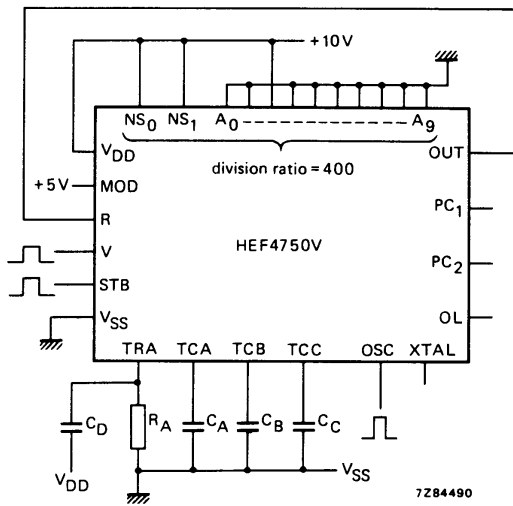 +10V
NS0 NS1 A0 A9
VDD OUT
division ratio = 400
+5V MOD
R PC1
V HEF4750V
STB PC2
VSS OL
TRA TCA TCB TCC OSC XTAL
CD RA CA CB CC
VDD VSS
7Z84490